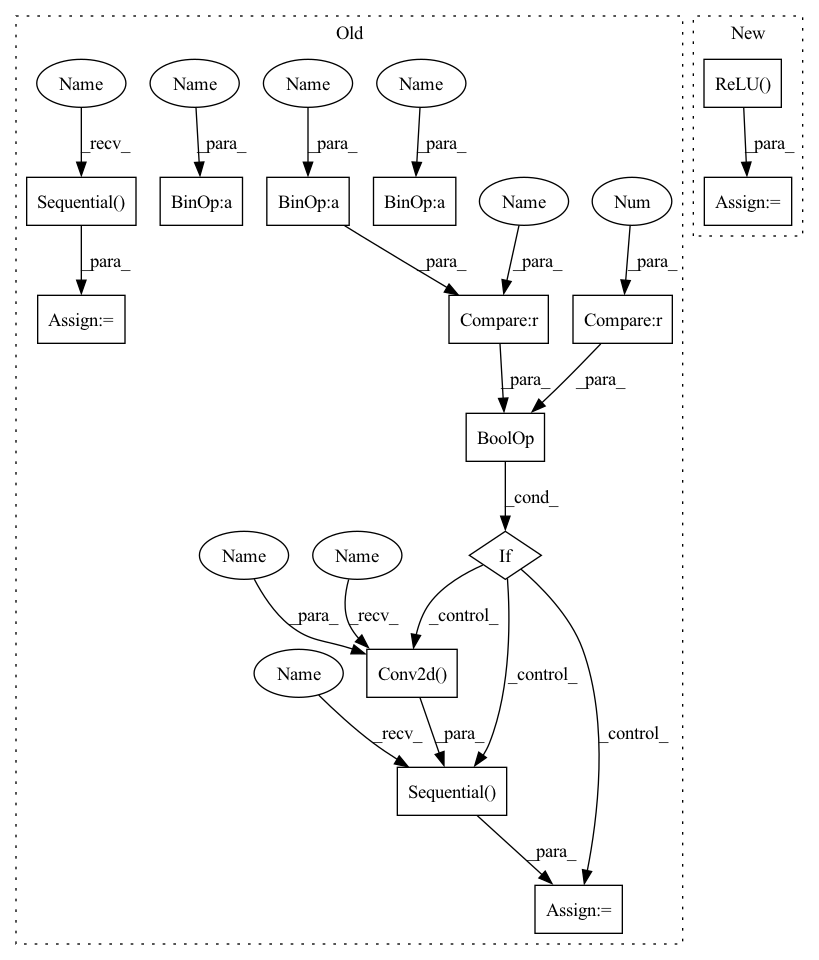 Old
New
Name
Name
Name
Name
ReLU()
_recv_
_para_
_para_
_para_
_para_
Sequential()
BinOp:a
BinOp:a
BinOp:a
Name
Num
Assign:=
_para_
_para_
_para_
_para_
Assign:=
Compare:r
Compare:r
_para_
_para_
BoolOp
_cond_
Name
Name
If
_para_
_recv_
_control_
Name
Conv2d()
_control_
_recv_
_para_
_control_
Sequential()
_para_
Assign:=